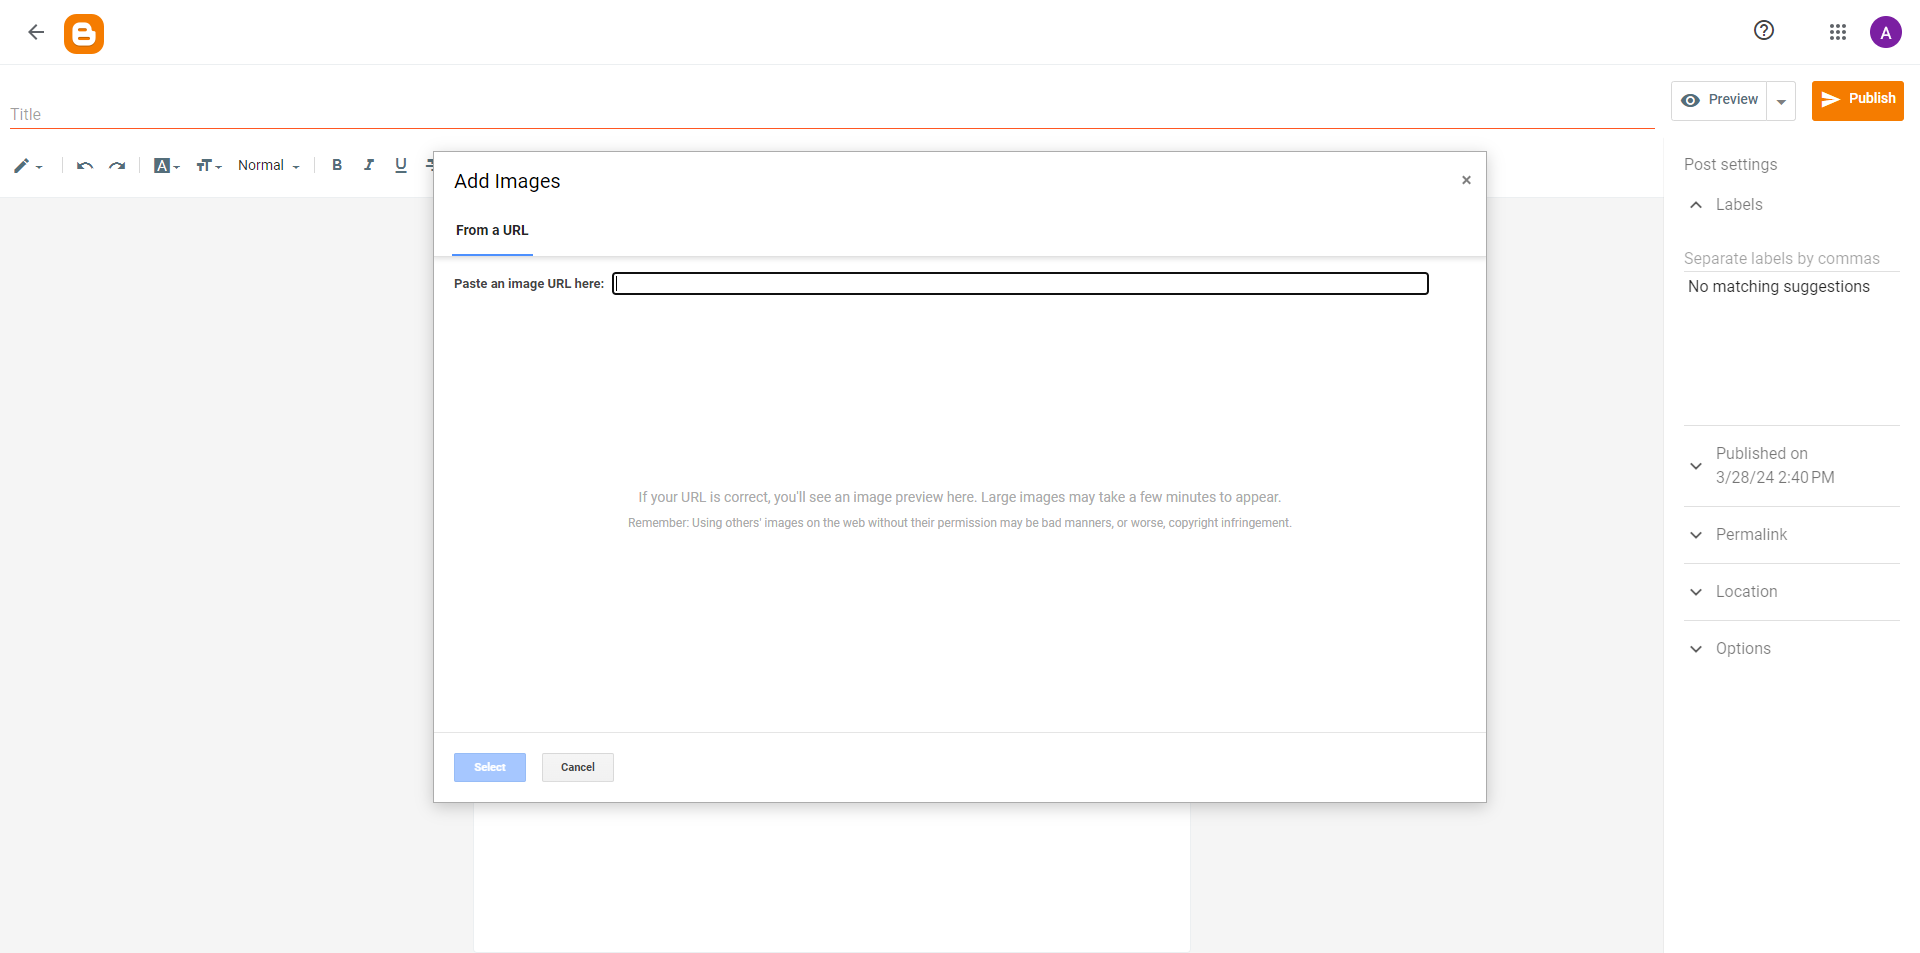 A
Title
Preview
Publish
Normal
B I U
Add Images
×
From a URL
Paste an image URL here:
If your URL is correct, you'll see an image preview here. Large images may take a few minutes to appear.
Remember: Using others' images on the web without their permission may be bad manners, or worse, copyright infringement.
Select
Cancel
Post settings
Labels
Separate labels by commas
No matching suggestions
Published on
3/28/24 2:40 PM
Permalink
Location
Options